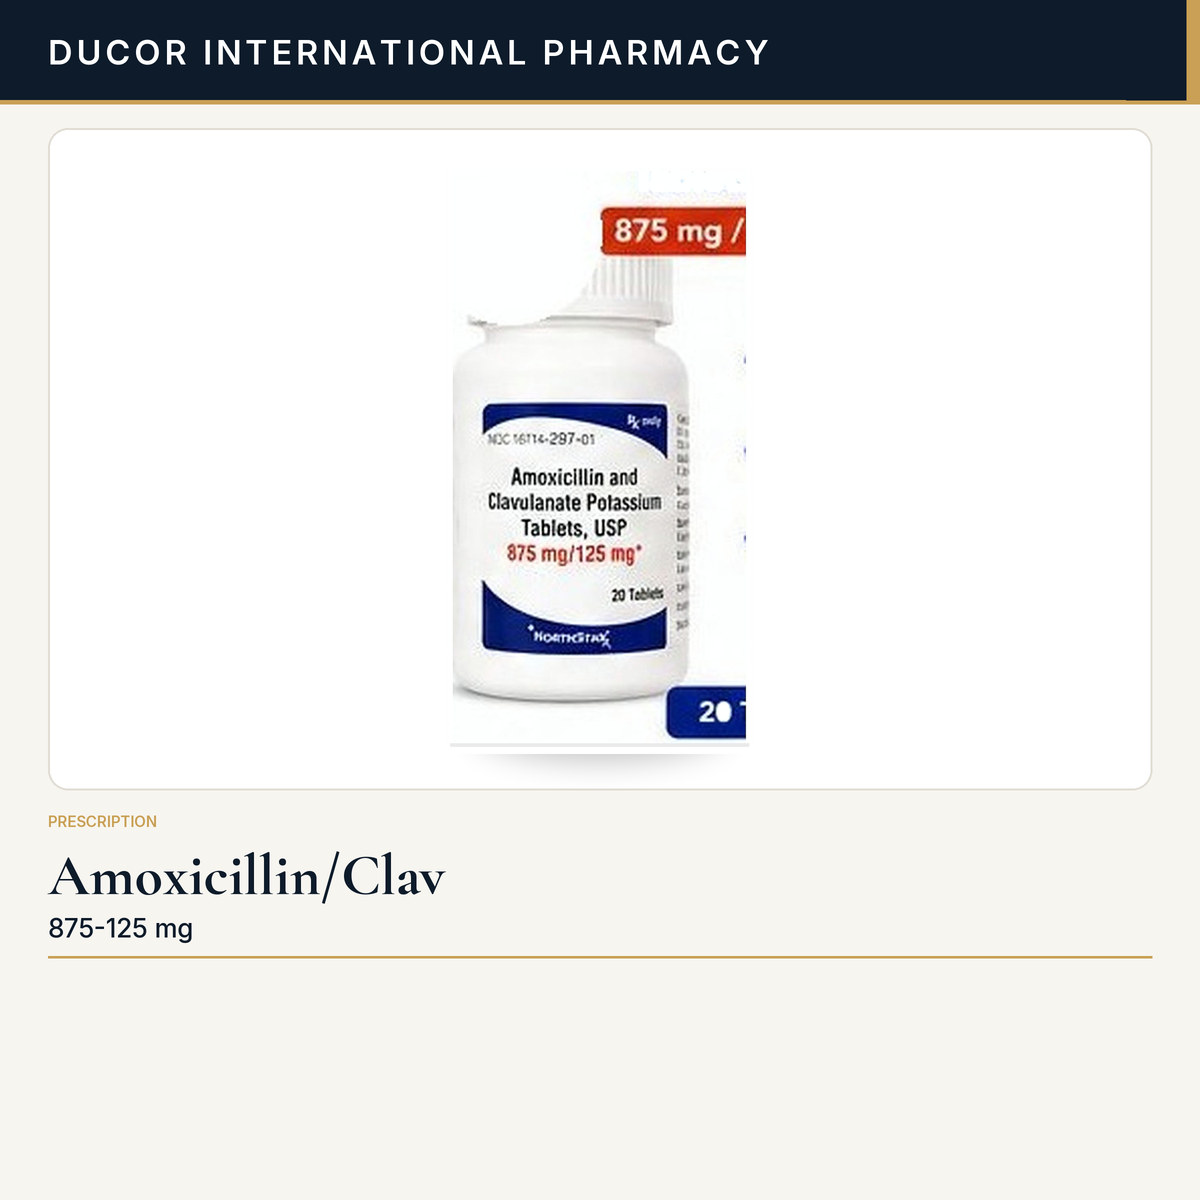 DUCOR INTERNATIONAL PHARMACY
875 mg /
Rx only
NDC 16714-297-01
Amoxicillin and
Clavulanate Potassium
Tablets, USP
875 mg/125 mg*
20 Tablets
NORTHSTAR
20
PRESCRIPTION
Amoxicillin/Clav
875-125 mg